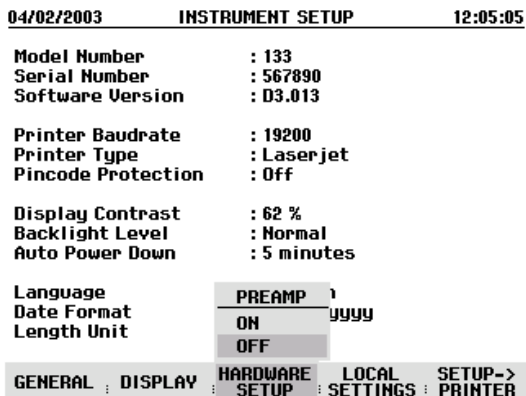 04/02/2003 INSTRUMENT SETUP 12:05:05
Model Number : 133
Serial Number : 567890
Software Version : D3.013
Printer Baudrate : 19200
Printer Type : Laserjet
Pincode Protection : Off
Display Contrast : 62 %
Backlight Level : Normal
Auto Power Down : 5 minutes
Language
Date Format yyyy
Length Unit
PREAMP
ON
OFF
GENERAL DISPLAY HARDWARE SETUP LOCAL SETTINGS SETUP-> PRINTER